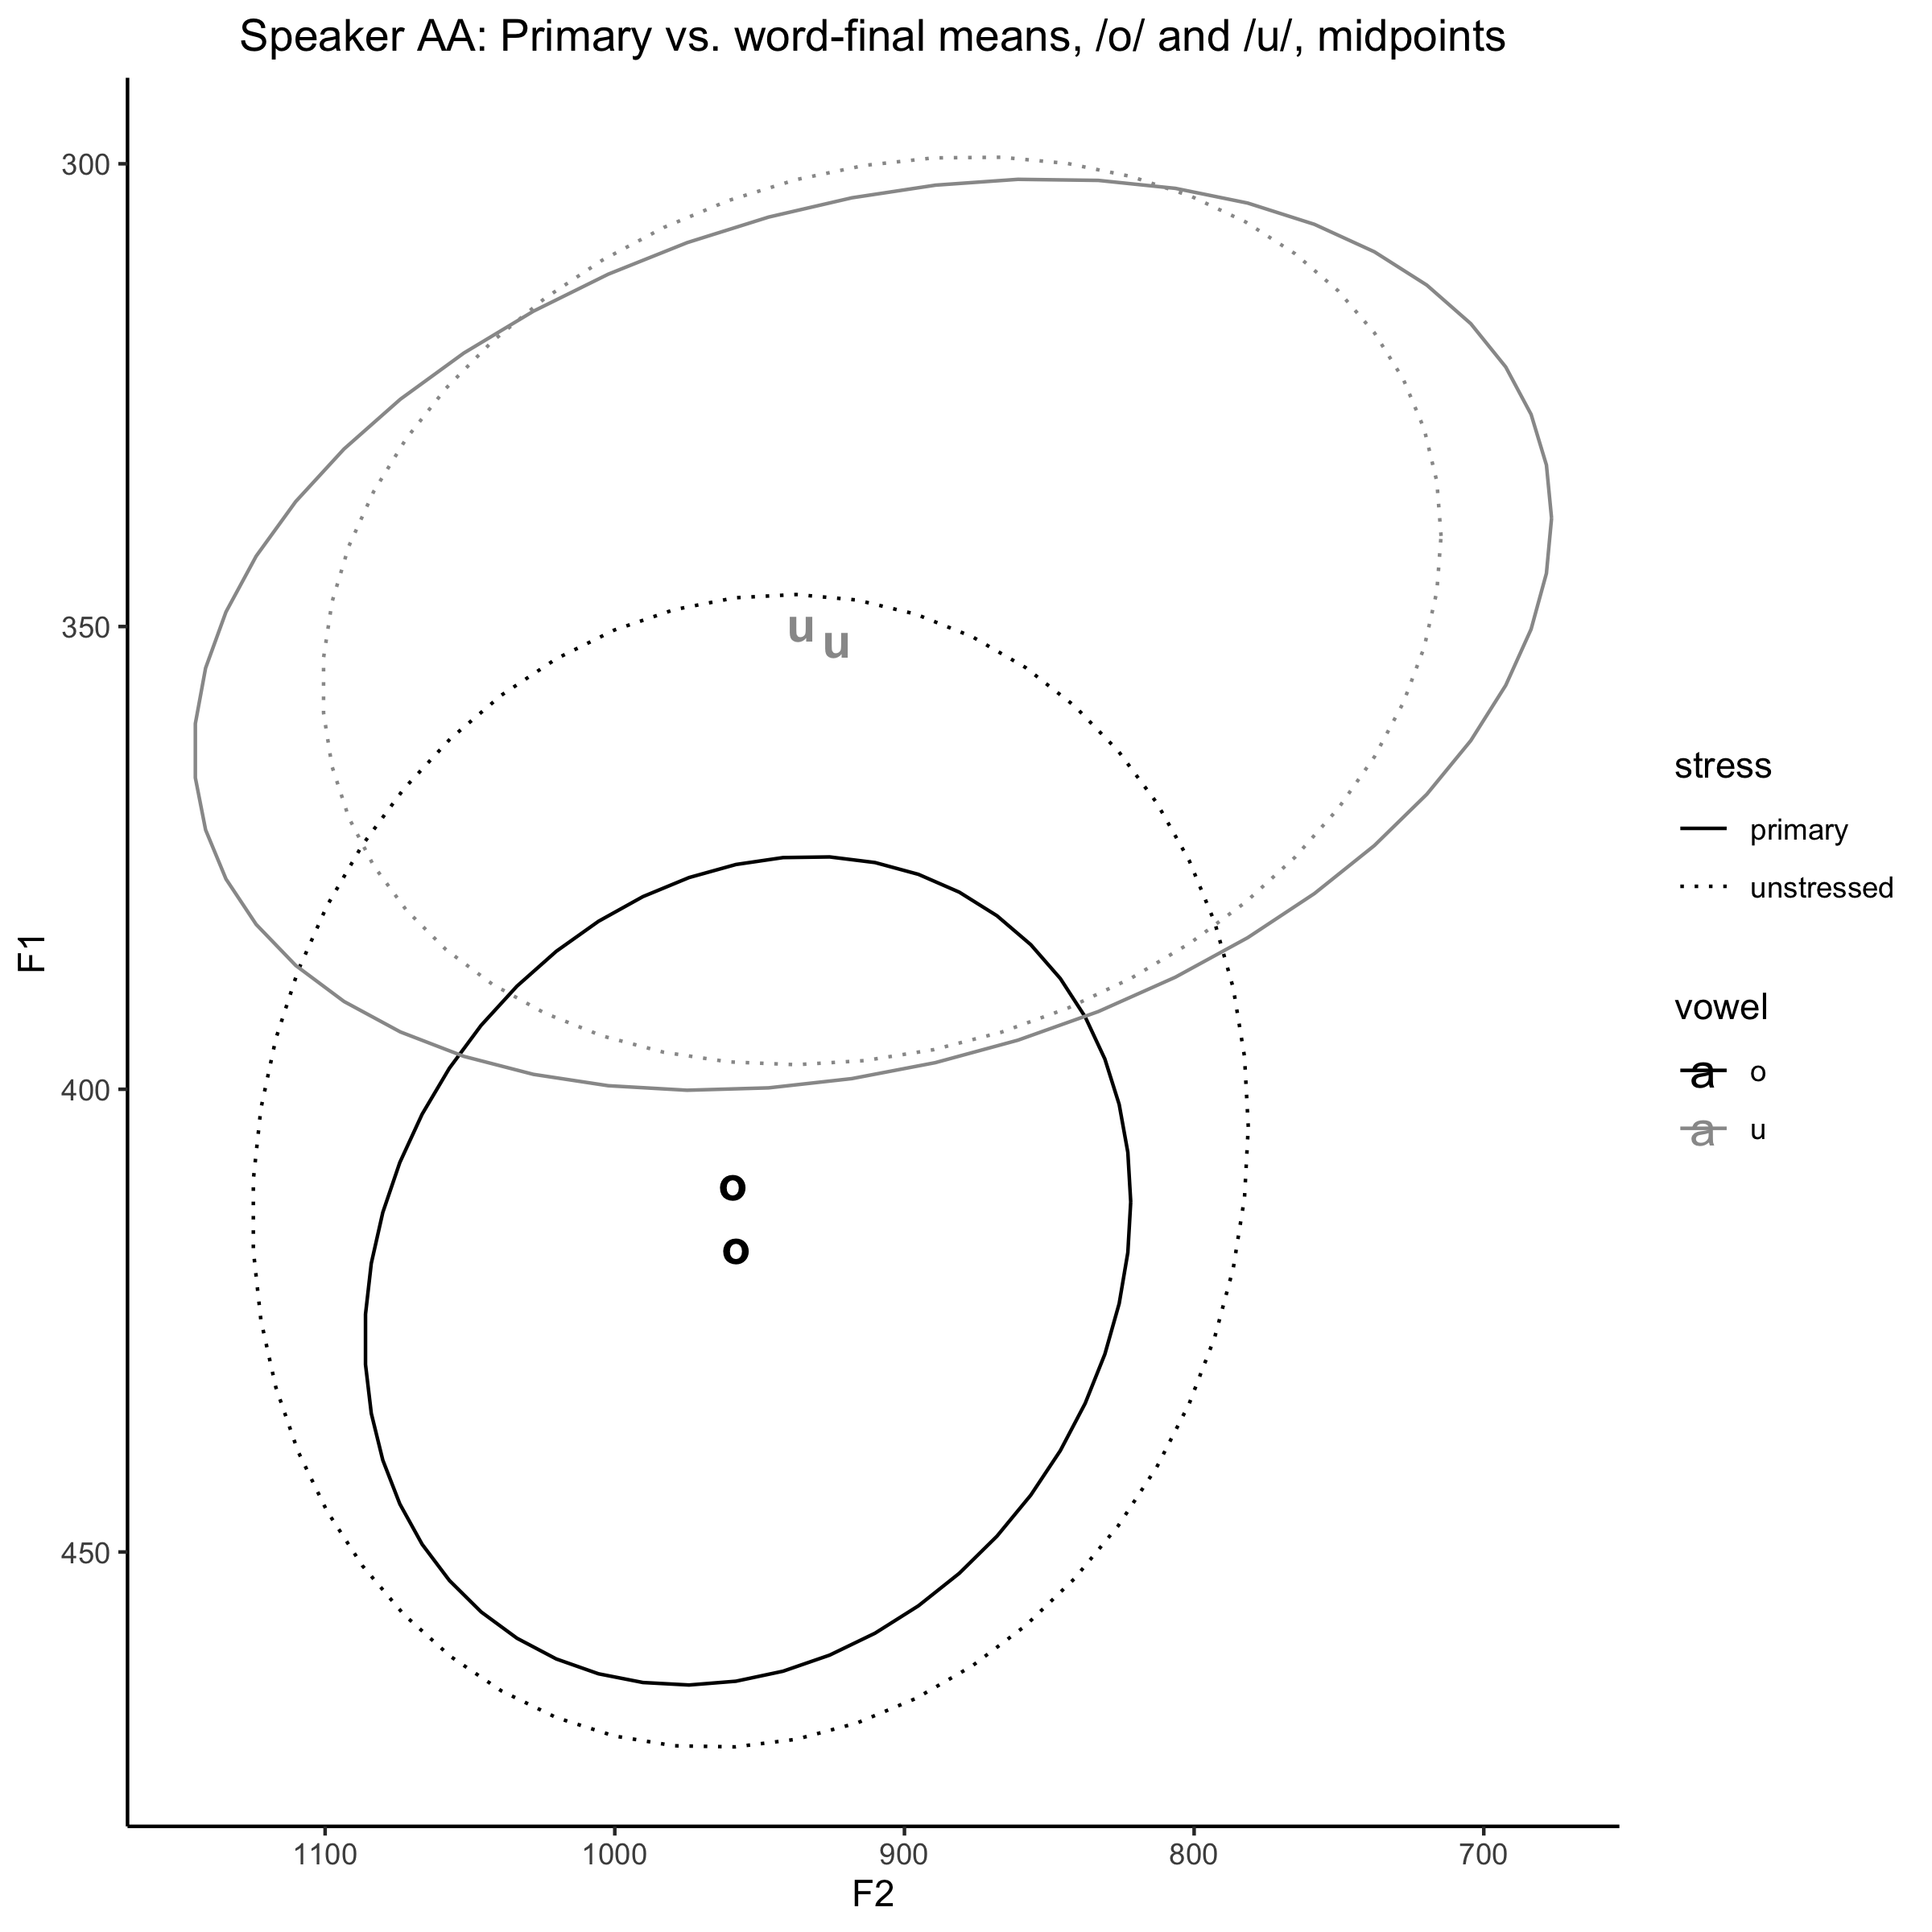 Speaker AA: Primary vs. word-final means, /o/ and /u/, midpoints
300
350
400
450
F1
u
u
o
o
1100 1000 900 800 700
F2
stress
primary
unstressed
vowel
a o
a u